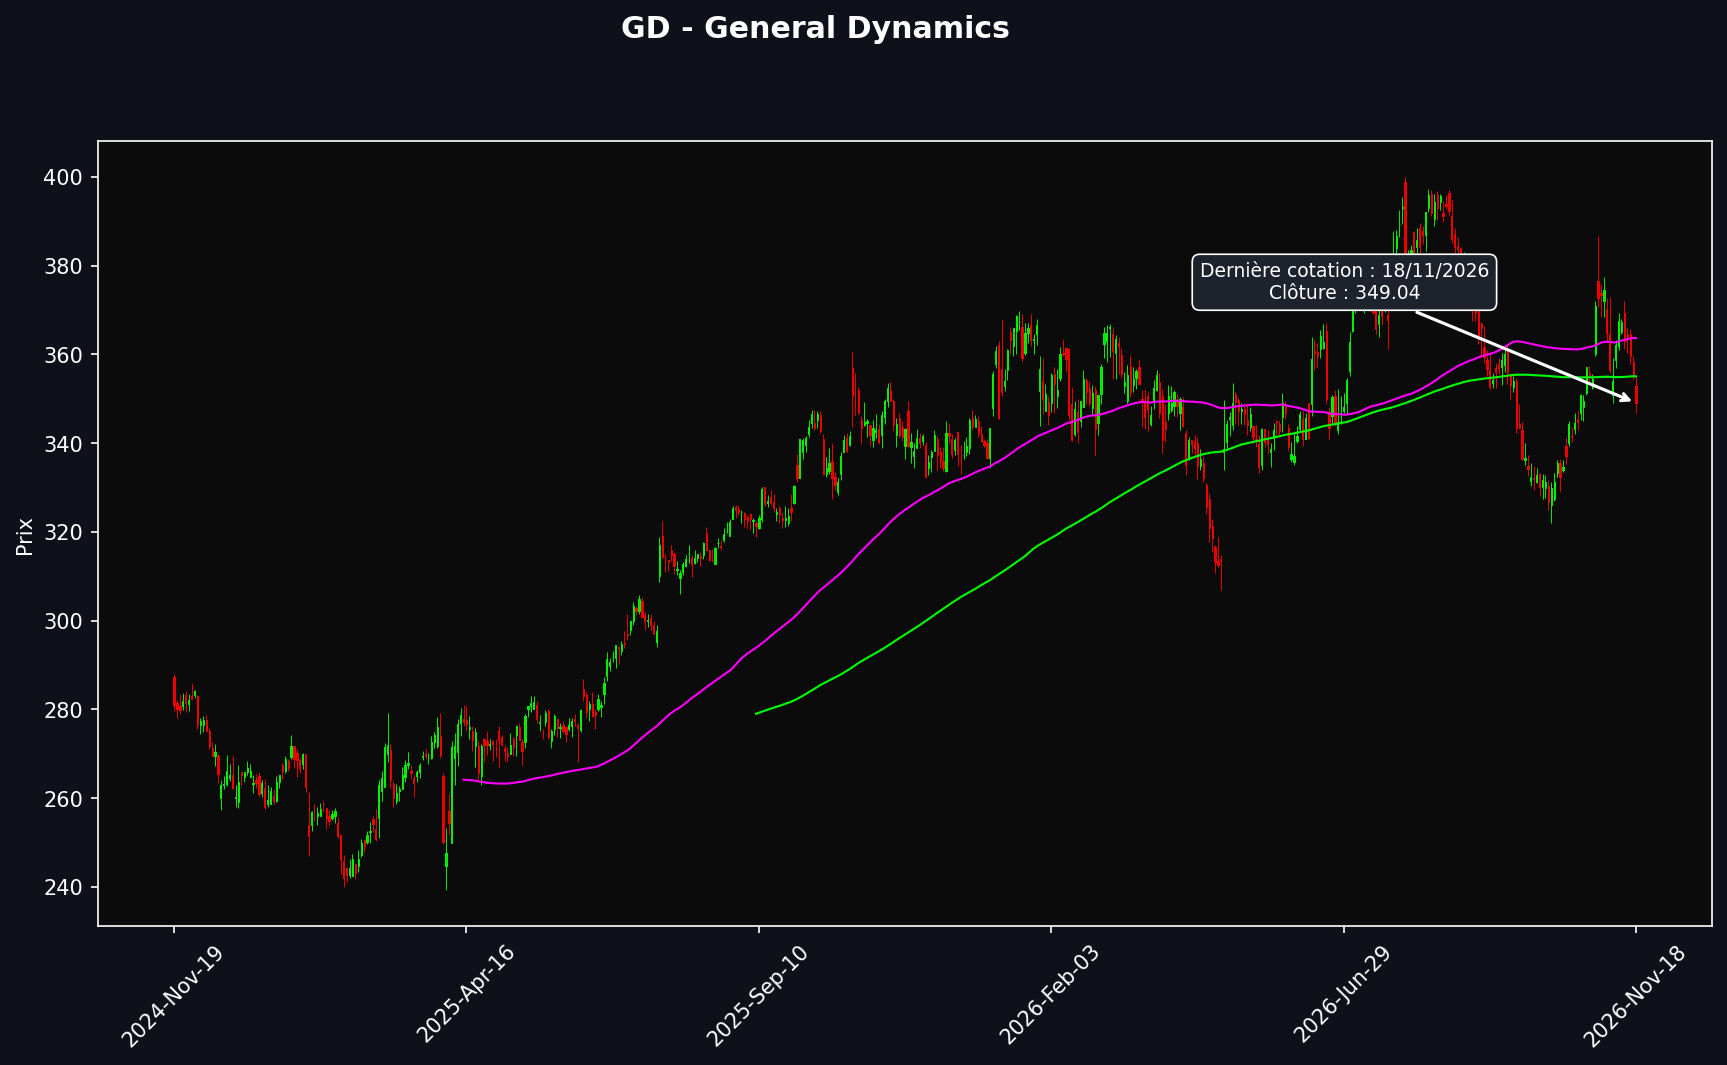 GD - General Dynamics
Prix
400
380
360
340
320
300
280
260
240
Dernière cotation : 18/11/2026
Clôture : 349.04
2024-Nov-19
2025-Apr-16
2025-Sep-10
2026-Feb-03
2026-Jun-29
2026-Nov-18